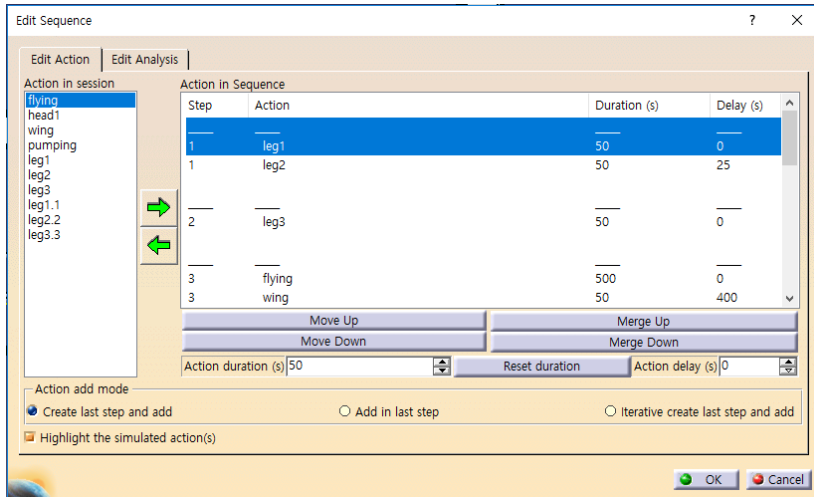 Edit Sequence ? X
Edit Action Edit Analysis
Action in session
flying
head1
wing
pumping
leg1
leg2
leg3
leg1.1
leg2.2
leg3.3
Action in Sequence
Step Action Duration (s) Delay (s)
1 leg1 50 0
1 leg2 50 25
2 leg3 50 0
3 flying 500 0
3 wing 50 400
Move Up Merge Up
Move Down Merge Down
Action duration (s) 50 Reset duration Action delay (s) 0
Action add mode
Create last step and add Add in last step Iterative create last step and add
Highlight the simulated action(s)
OK Cancel